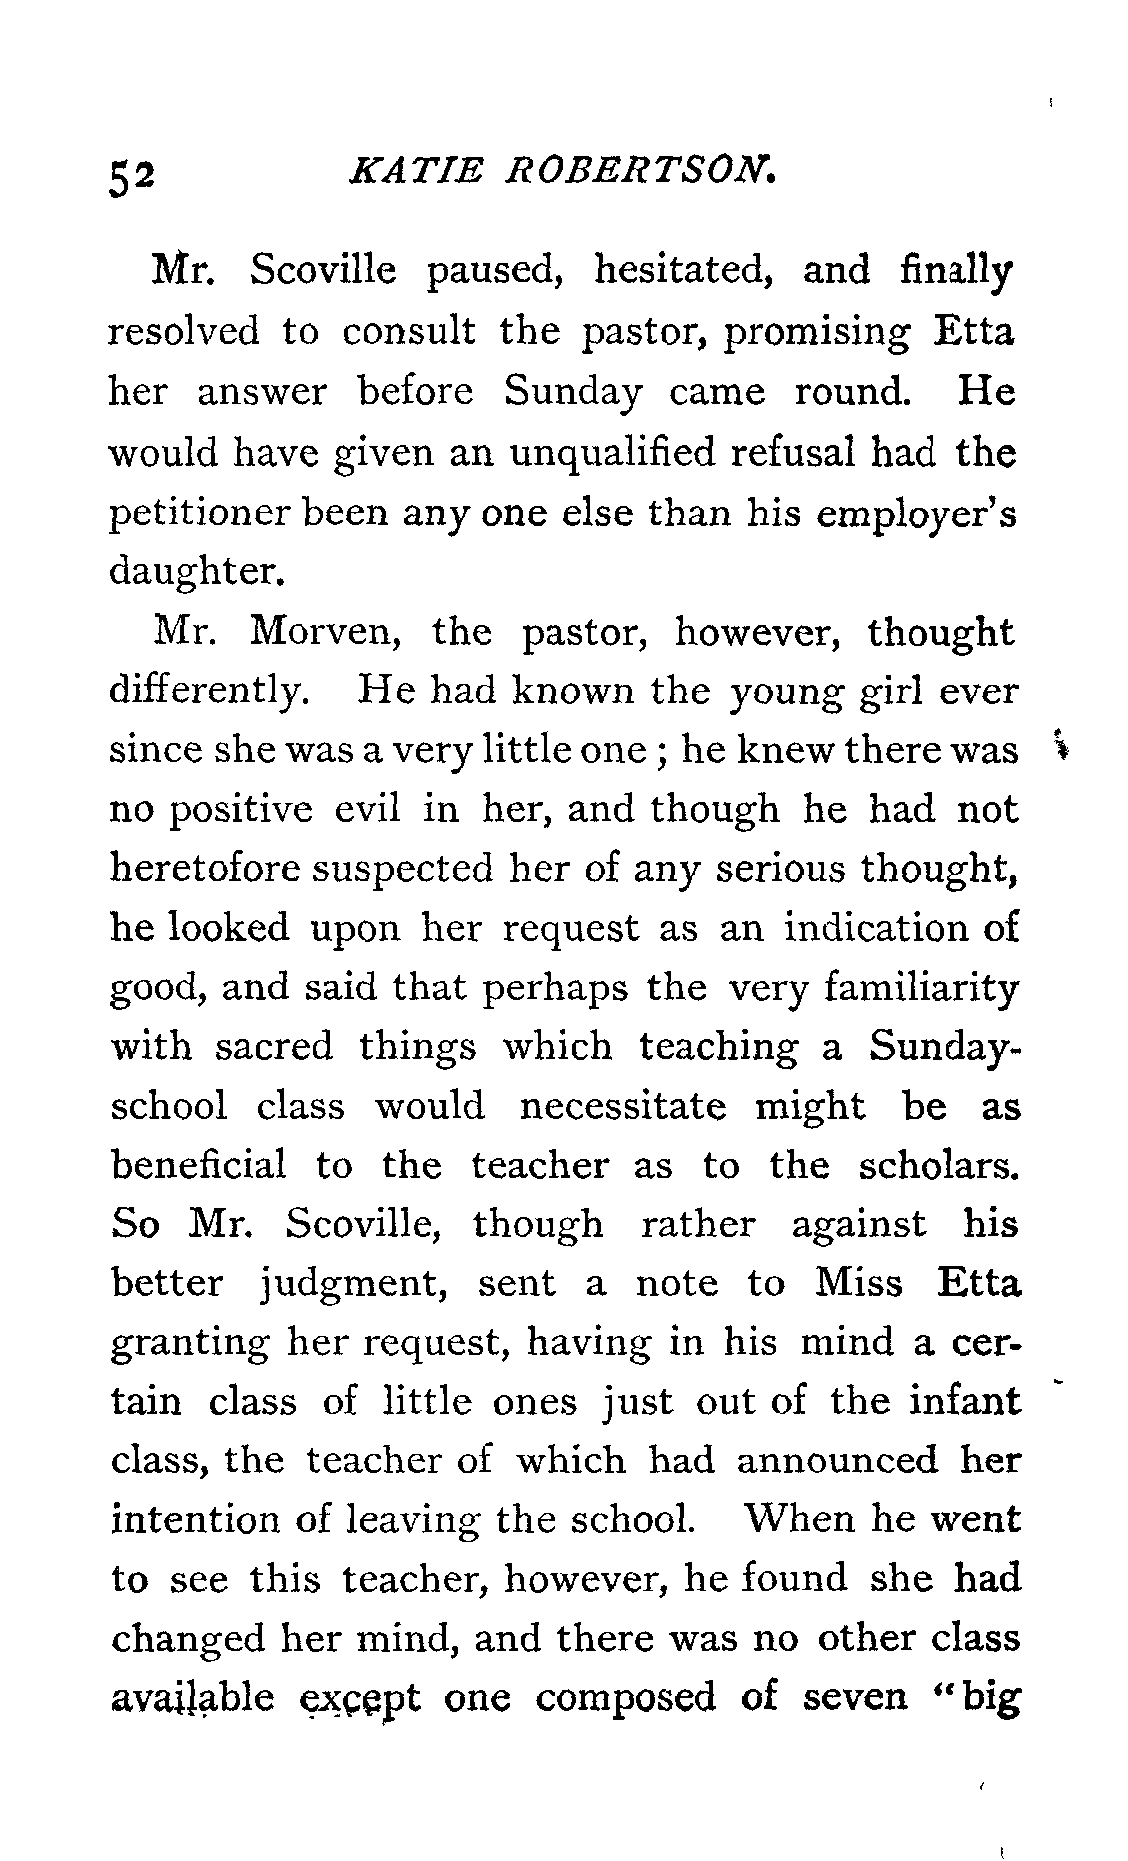 52 KATIE ROBERTSON.
Mr. Scoville paused, hesitated, and finally
resolved to consult the pastor, promising Etta
her answer before Sunday came round. He
would have given an unqualified refusal had the
petitioner been any one else than his employer's
daughter.
Mr. Morven, the pastor, however, thought
differently. He had known the young girl ever
since she was a very little one ; he knew there was
no positive evil in her, and though he had not
heretofore suspected her of any serious thought,
he looked upon her request as an indication of
good, and said that perhaps the very familiarity
with sacred things which teaching a Sunday-
school class would necessitate might be as
beneficial to the teacher as to the scholars.
So Mr. Scoville, though rather against his
better judgment, sent a note to Miss Etta
granting her request, having in his mind a cer-
tain class of little ones just out of the infant
class, the teacher of which had announced her
intention of leaving the school. When he went
to see this teacher, however, he found she had
changed her mind, and there was no other class
available except one composed of seven "big